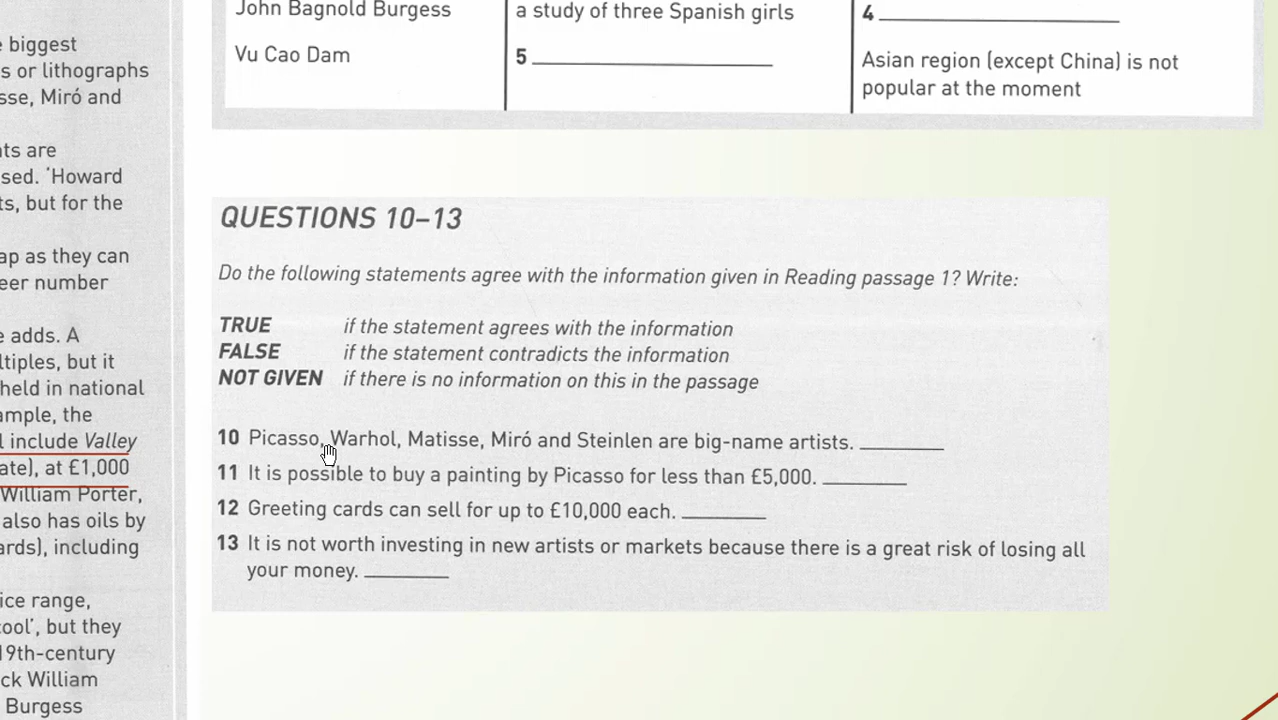 e biggest
s or lithographs
sse, Miró and
ts are
sed. 'Howard
ts, but for the
ap as they can
eer number
e adds. A
ltiples, but it
held in national
ample, the
l include Valley
ate), at £1,000
William Porter,
also has oils by
ards), including
ice range,
cool', but they
19th-century
ck William
Burgess
John Bagnold Burgess
a study of three Spanish girls
4
Vu Cao Dam
5
Asian region (except China) is not
popular at the moment
QUESTIONS 10–13
Do the following statements agree with the information given in Reading passage 1? Write:
TRUE if the statement agrees with the information
FALSE if the statement contradicts the information
NOT GIVEN if there is no information on this in the passage
10 Picasso, Warhol, Matisse, Miró and Steinlen are big-name artists.
11 It is possible to buy a painting by Picasso for less than £5,000.
12 Greeting cards can sell for up to £10,000 each.
13 It is not worth investing in new artists or markets because there is a great risk of losing all
your money.